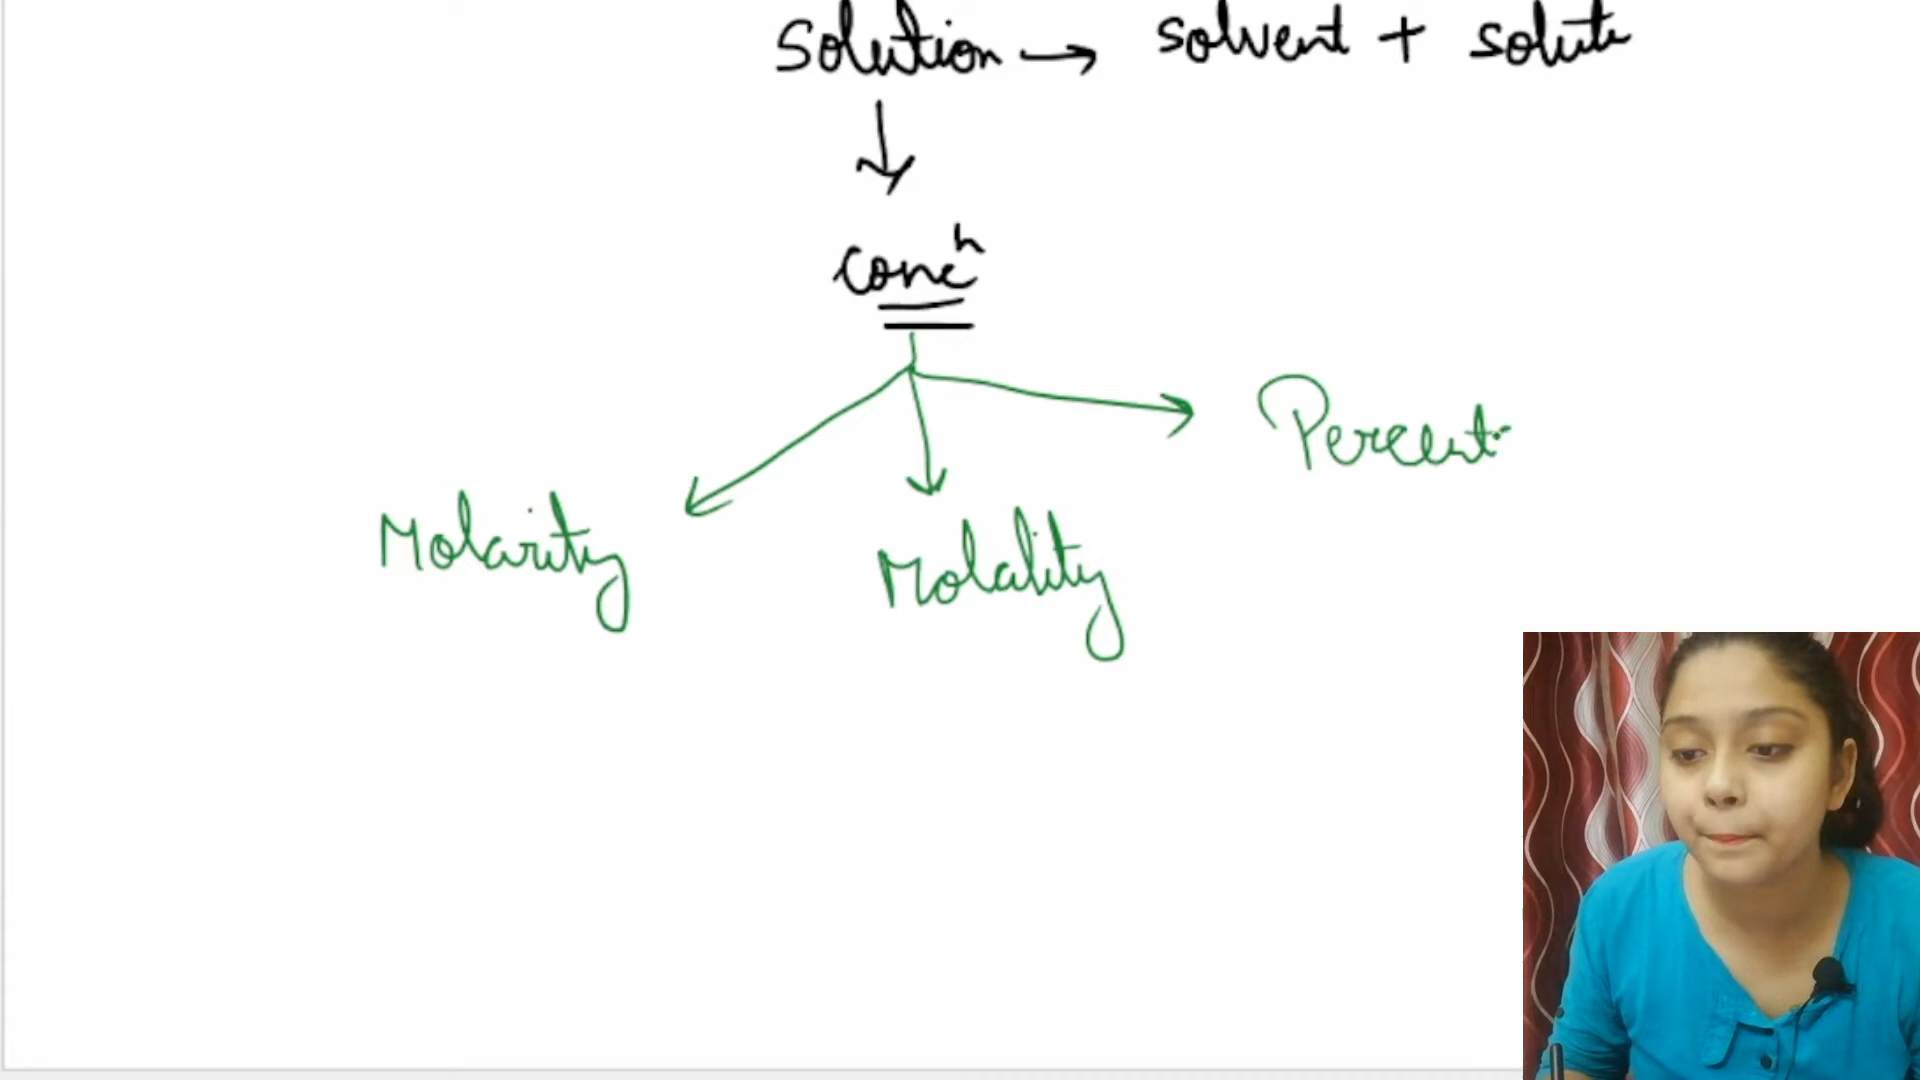 Solution → solvent + solute
↓
concn
Percent
Molarity Molality